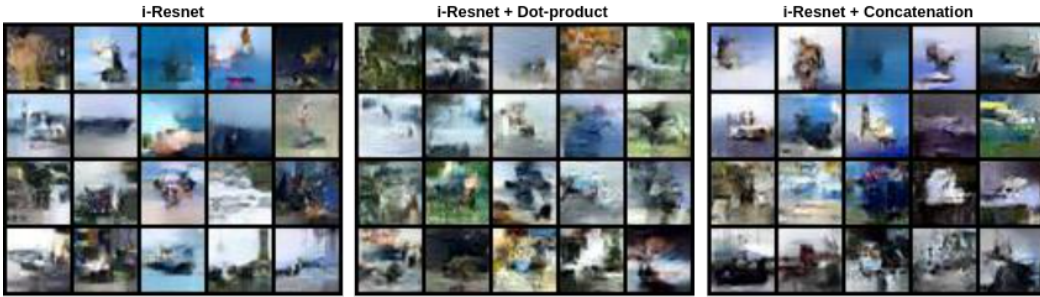 i-Resnet
i-Resnet + Dot-product
i-Resnet + Concatenation